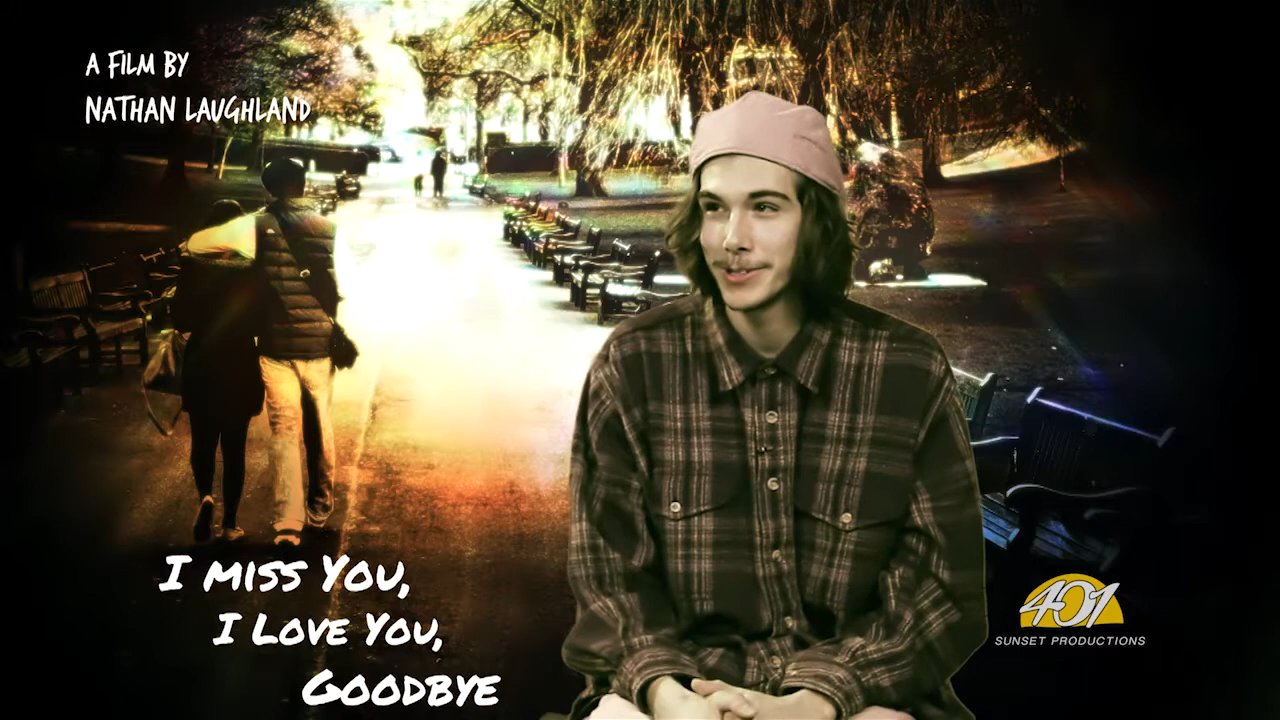 A FILM BY
NATHAN LAUGHLAND
I MISS YOU,
I LOVE YOU,
GOODBYE
401
SUNSET PRODUCTIONS